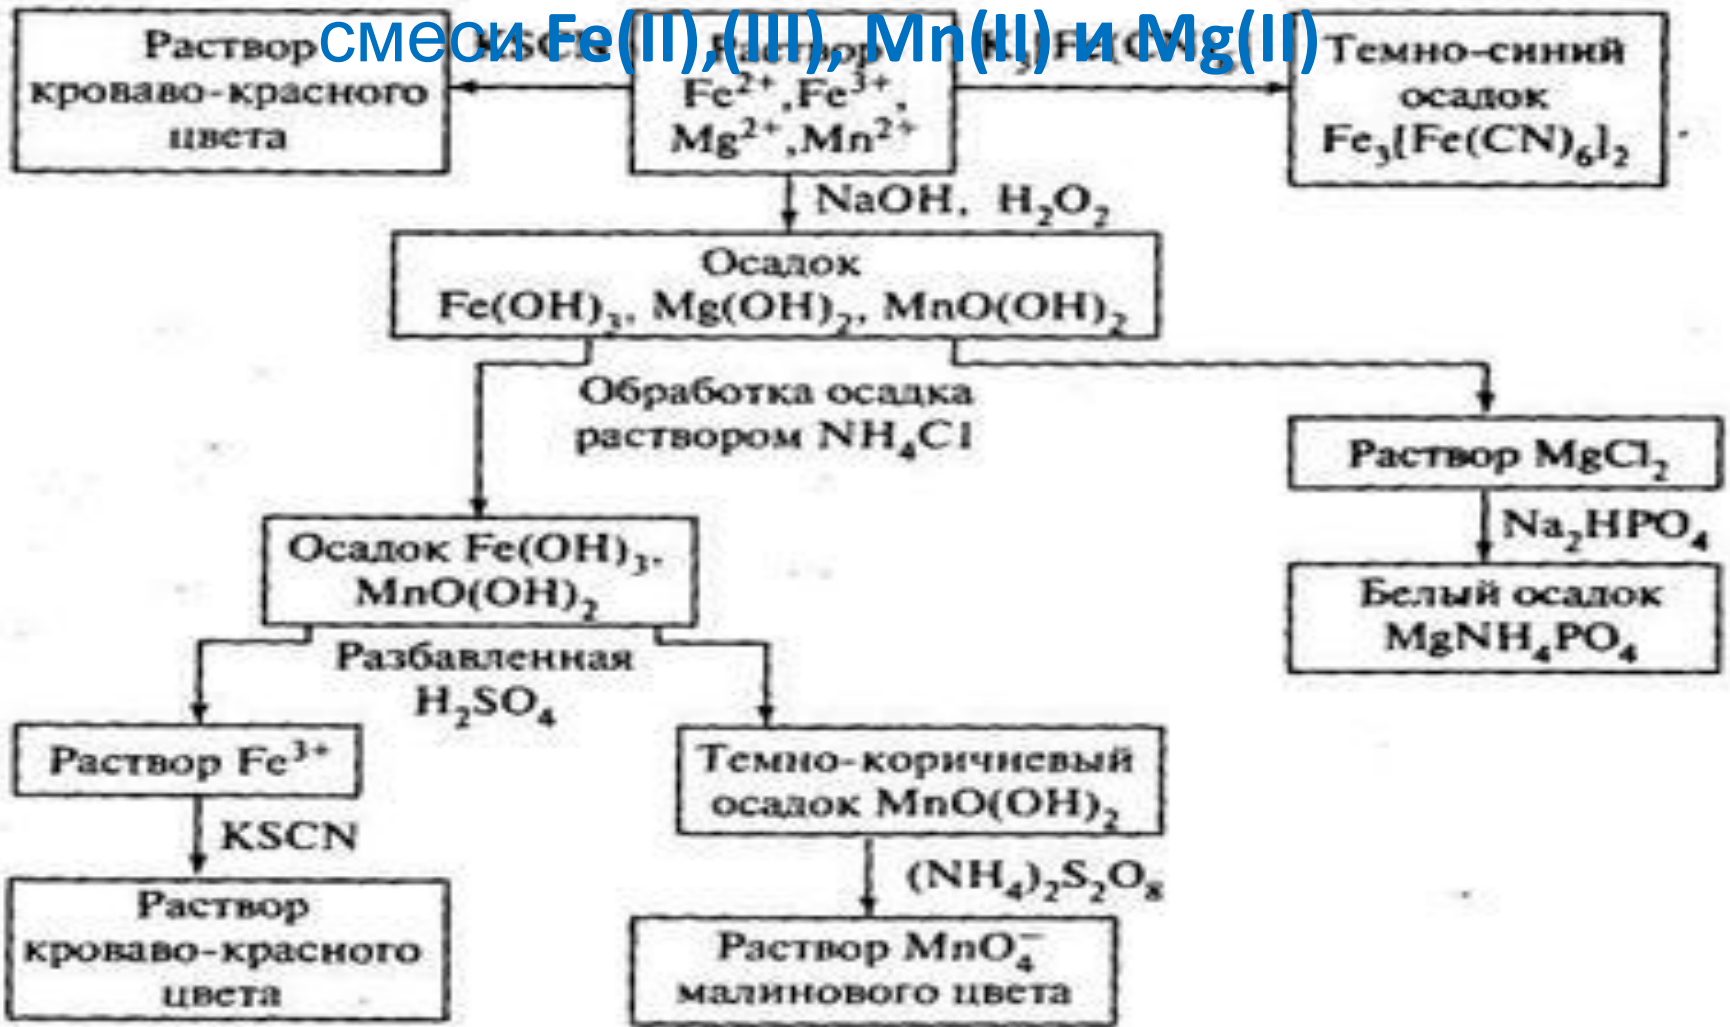 смеси Fe(II),(III), Mn(II) и Mg(II)
Раствор
кроваво-красного
цвета
KSCN
Раствор
Fe²⁺,Fe³⁺,
Mg²⁺,Mn²⁺
Темно-синий
осадок
Fe₃[Fe(CN)₆]₂
NaOH, H₂O₂
Осадок
Fe(OH)₃, Mg(OH)₂, MnO(OH)₂
Обработка осадка
раствором NH₄Cl
Раствор MgCl₂
Na₂HPO₄
Белый осадок
MgNH₄PO₄
Осадок Fe(OH)₃,
MnO(OH)₂
Разбавленная
H₂SO₄
Раствор Fe³⁺
KSCN
Раствор
кроваво-красного
цвета
Темно-коричневый
осадок MnO(OH)₂
(NH₄)₂S₂O₈
Раствор MnO₄⁻
малинового цвета